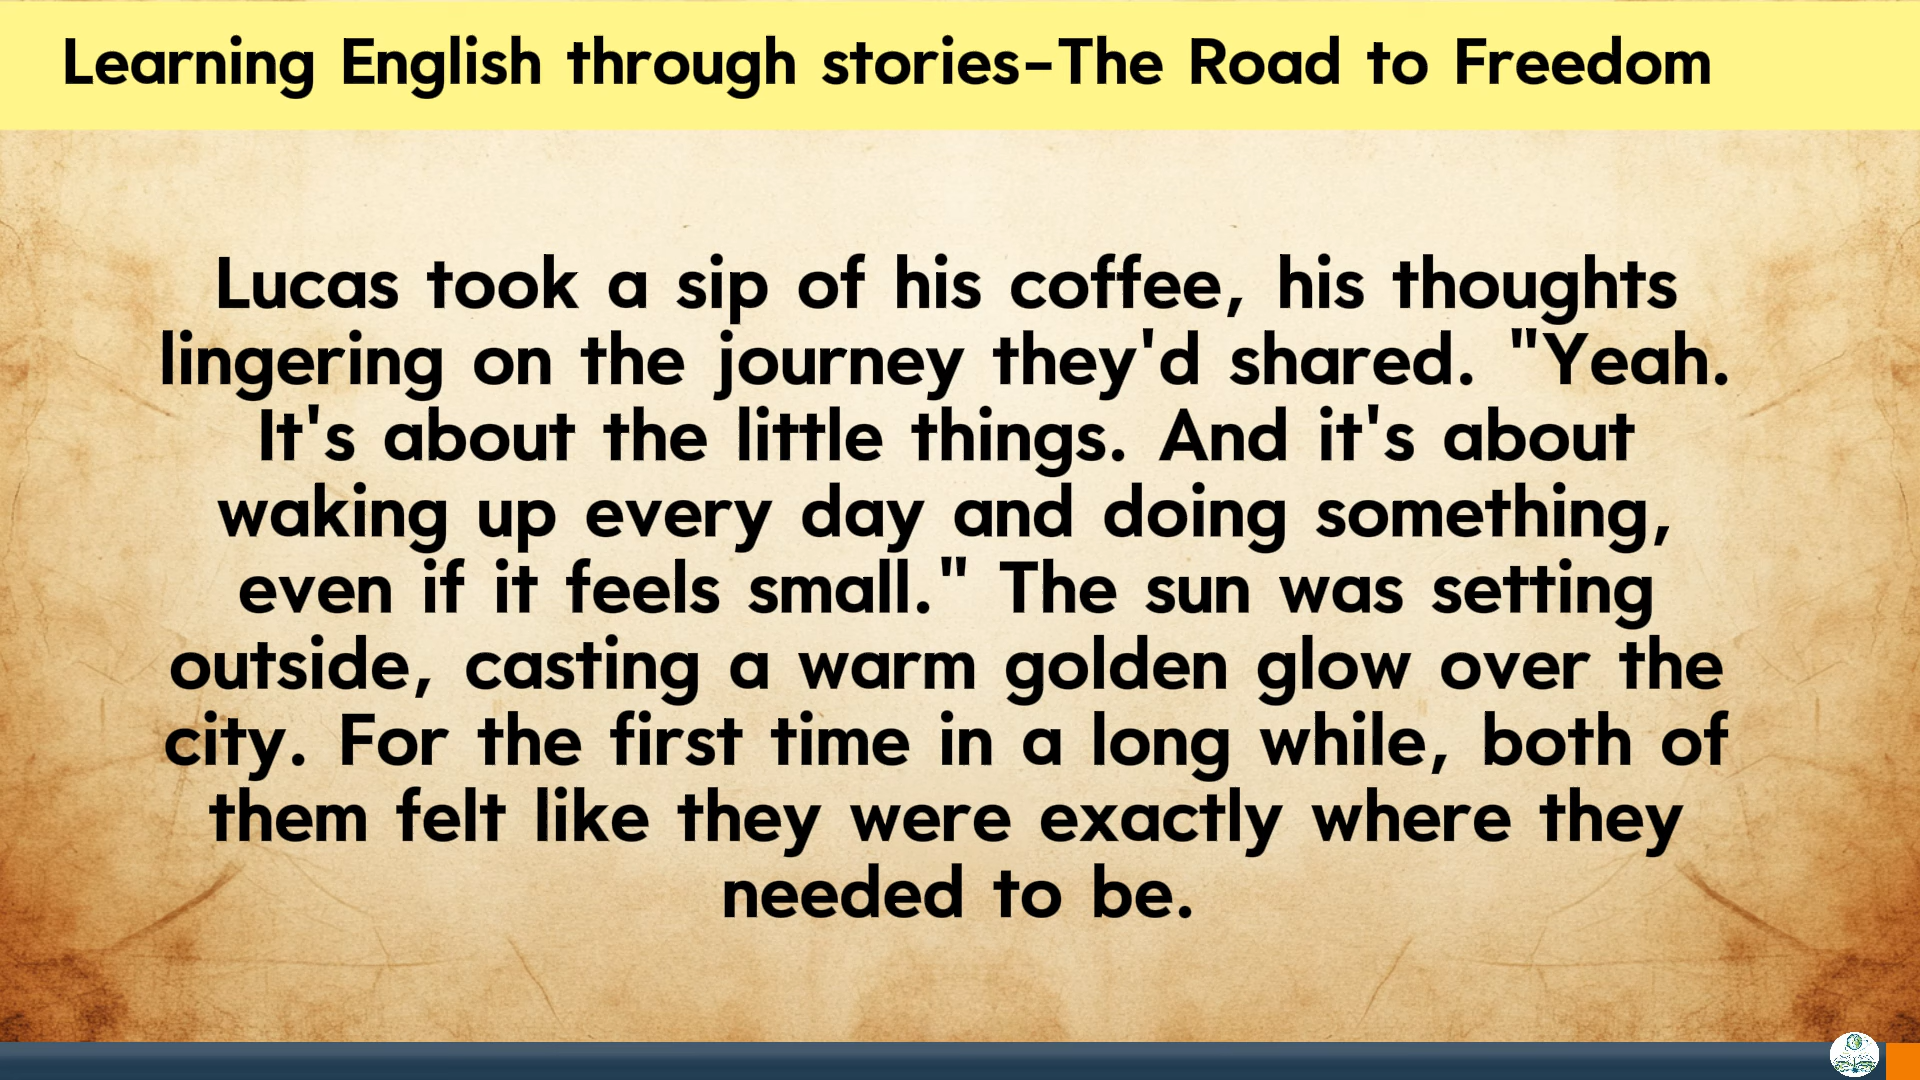 Learning English through stories-The Road to Freedom
Lucas took a sip of his coffee, his thoughts
lingering on the journey they'd shared. "Yeah.
It's about the little things. And it's about
waking up every day and doing something,
even if it feels small." The sun was setting
outside, casting a warm golden glow over the
city. For the first time in a long while, both of
them felt like they were exactly where they
needed to be.